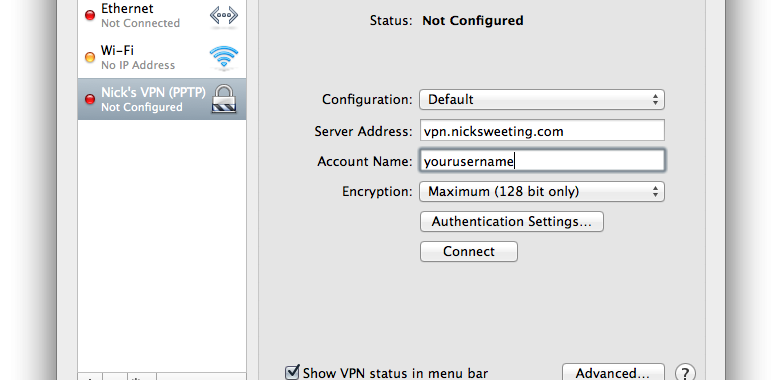 Ethernet
Not Connected
Wi-Fi
No IP Address
Nick's VPN (PPTP)
Not Configured
Status: Not Configured
Configuration: Default
Server Address: vpn.nicksweeting.com
Account Name: yourusername
Encryption: Maximum (128 bit only)
Authentication Settings...
Connect
Show VPN status in menu bar
Advanced... ?